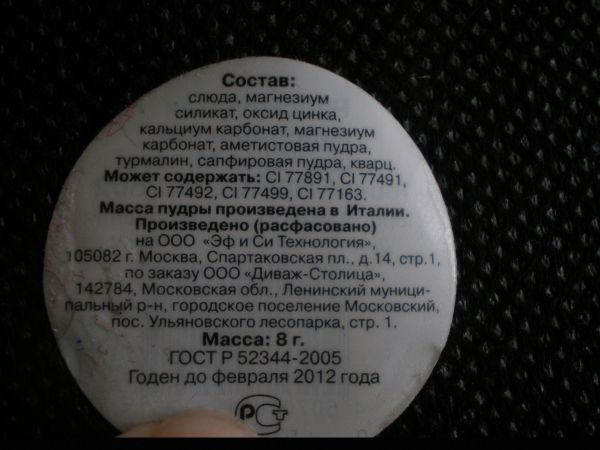 Состав:
слюда, магнезиум
силикат, оксид цинка,
кальциум карбонат, магнезиум
карбонат, аметистовая пудра,
турмалин, сапфировая пудра, кварц.
Может содержать: CI 77891, CI 77491,
CI 77492, CI 77499, CI 77163.
Масса пудры произведена в Италии.
Произведено (расфасовано)
на ООО «Эф и Си Технология»,
105082 г. Москва, Спартаковская пл., д.14, стр.1,
по заказу ООО «Диваж-Столица»,
142784, Московская обл., Ленинский муници-
пальный р-н, городское поселение Московский,
пос. Ульяновского лесопарка, стр. 1.
Масса: 8 г.
ГОСТ Р 52344-2005
Годен до февраля 2012 года
РСТ